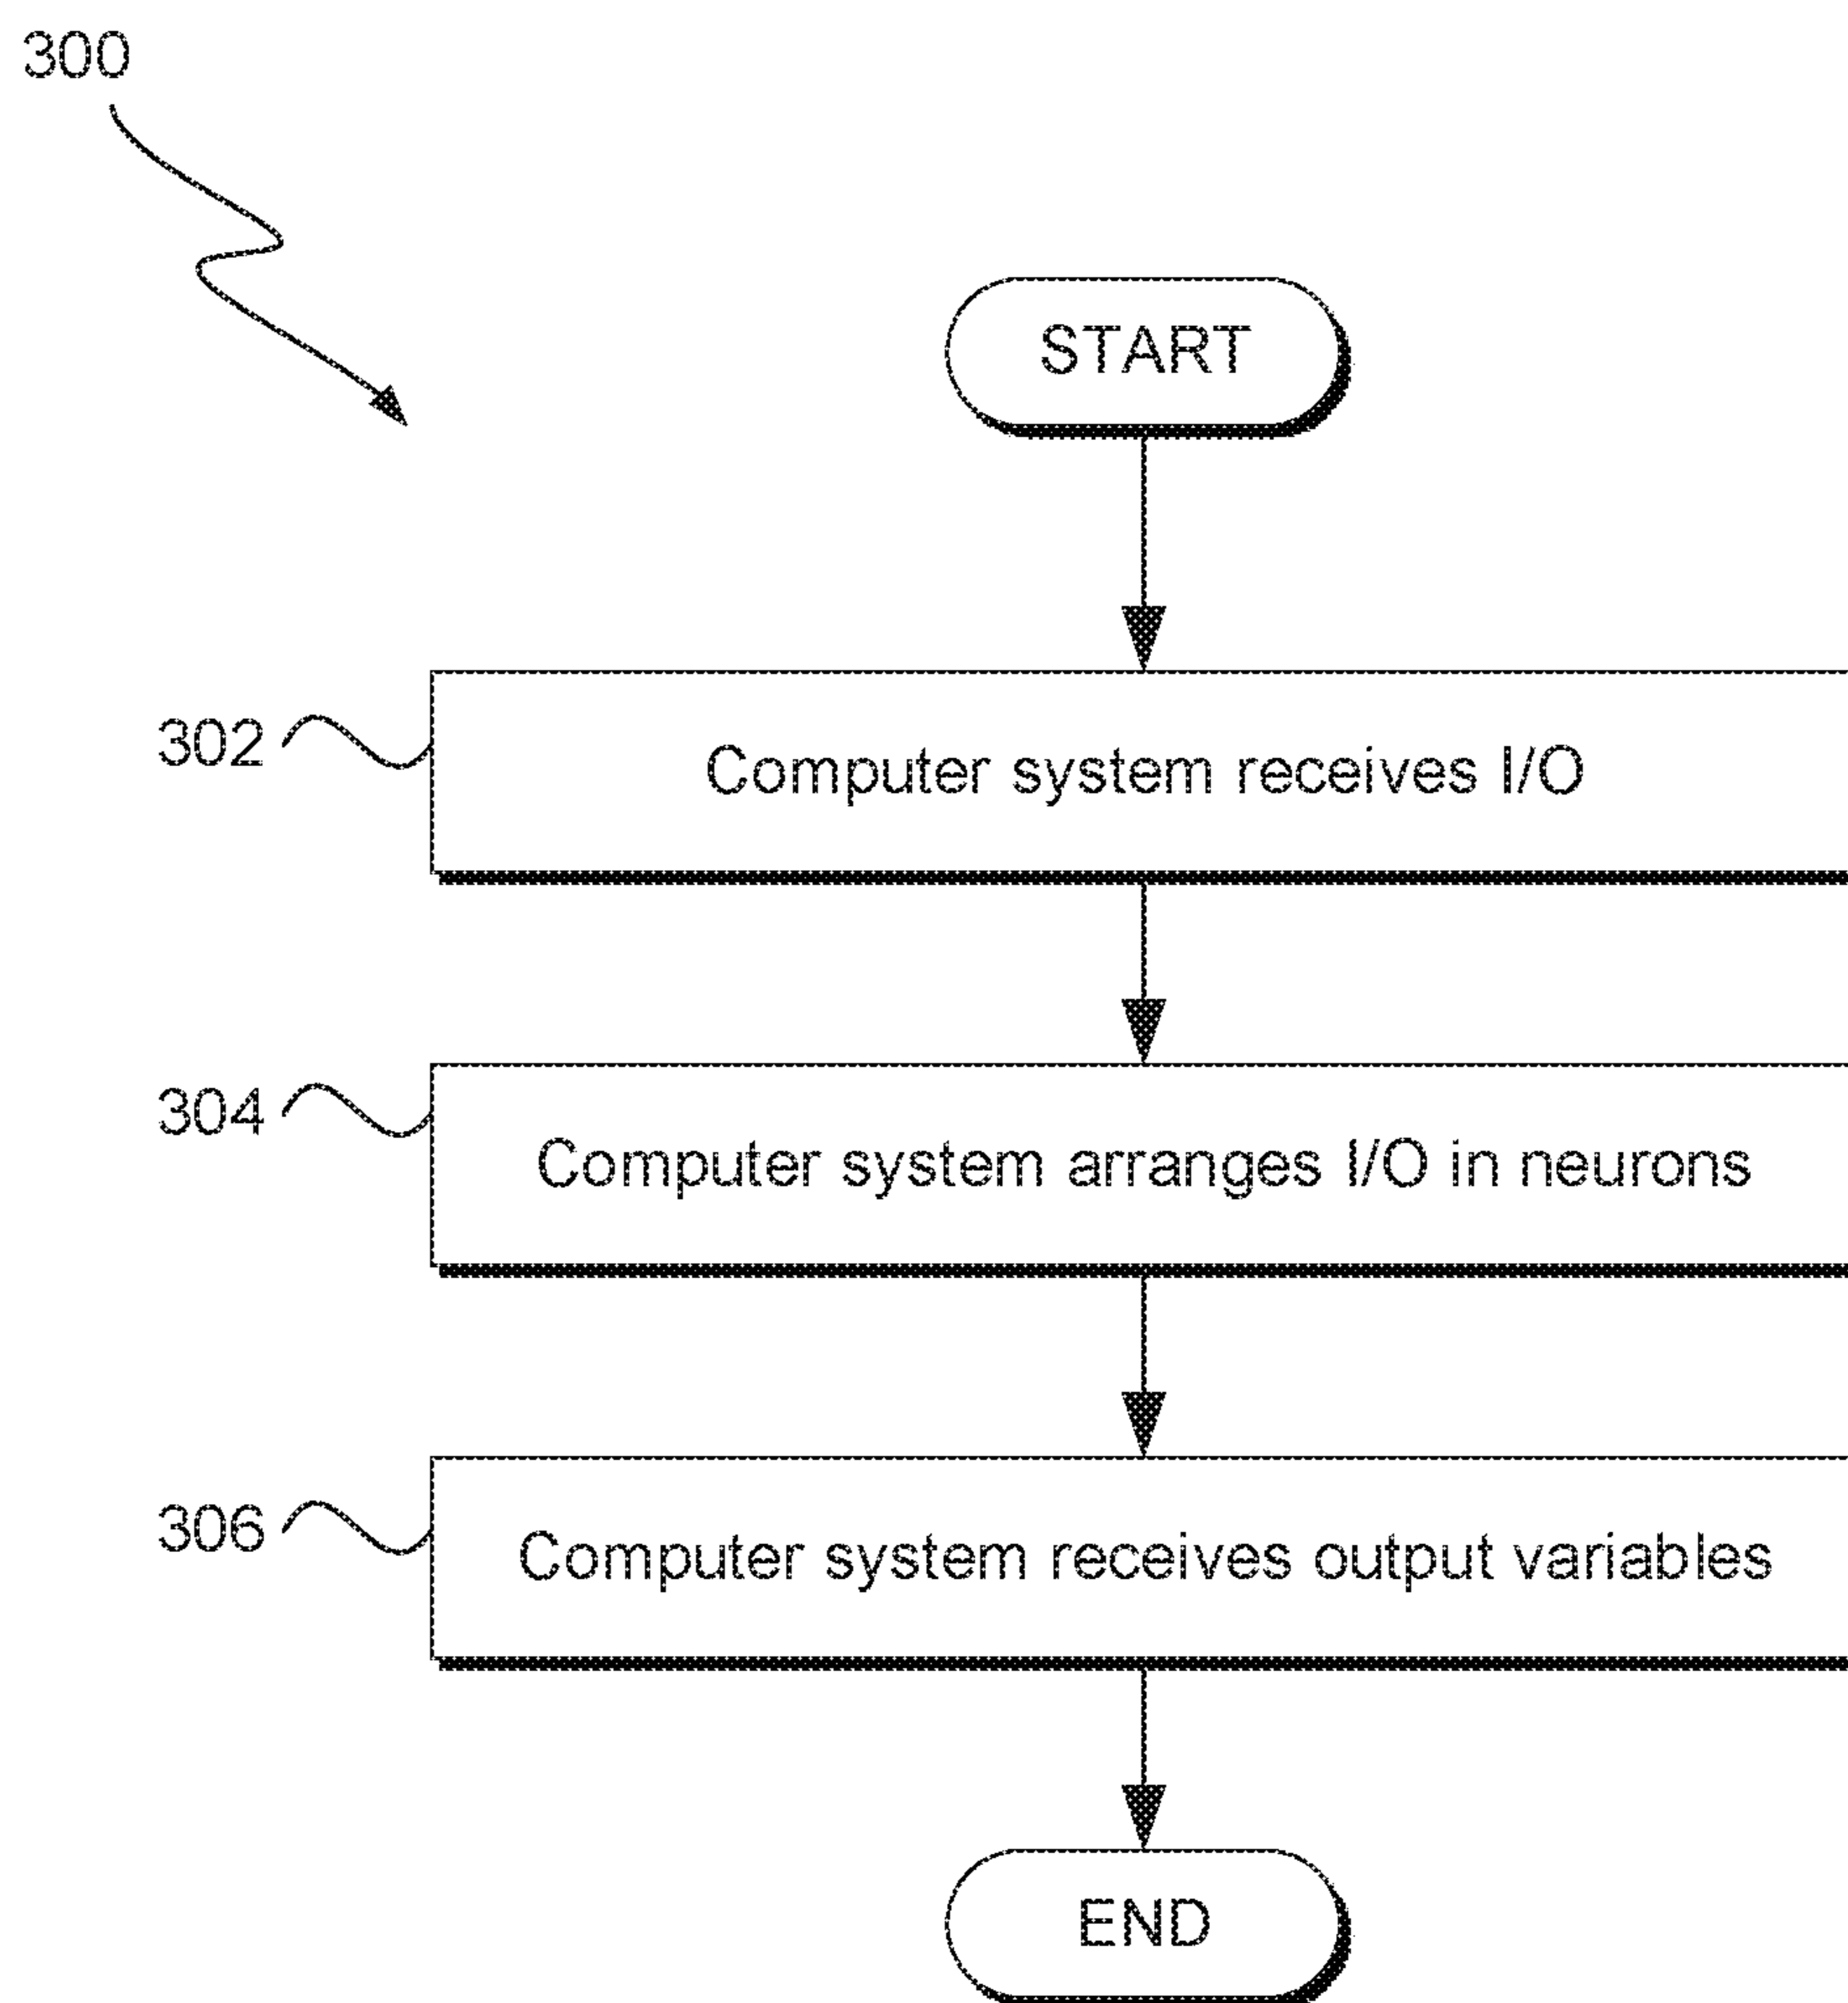 300
START
302
Computer system receives I/O
304
Computer system arranges I/O in neurons
306
Computer system receives output variables
END